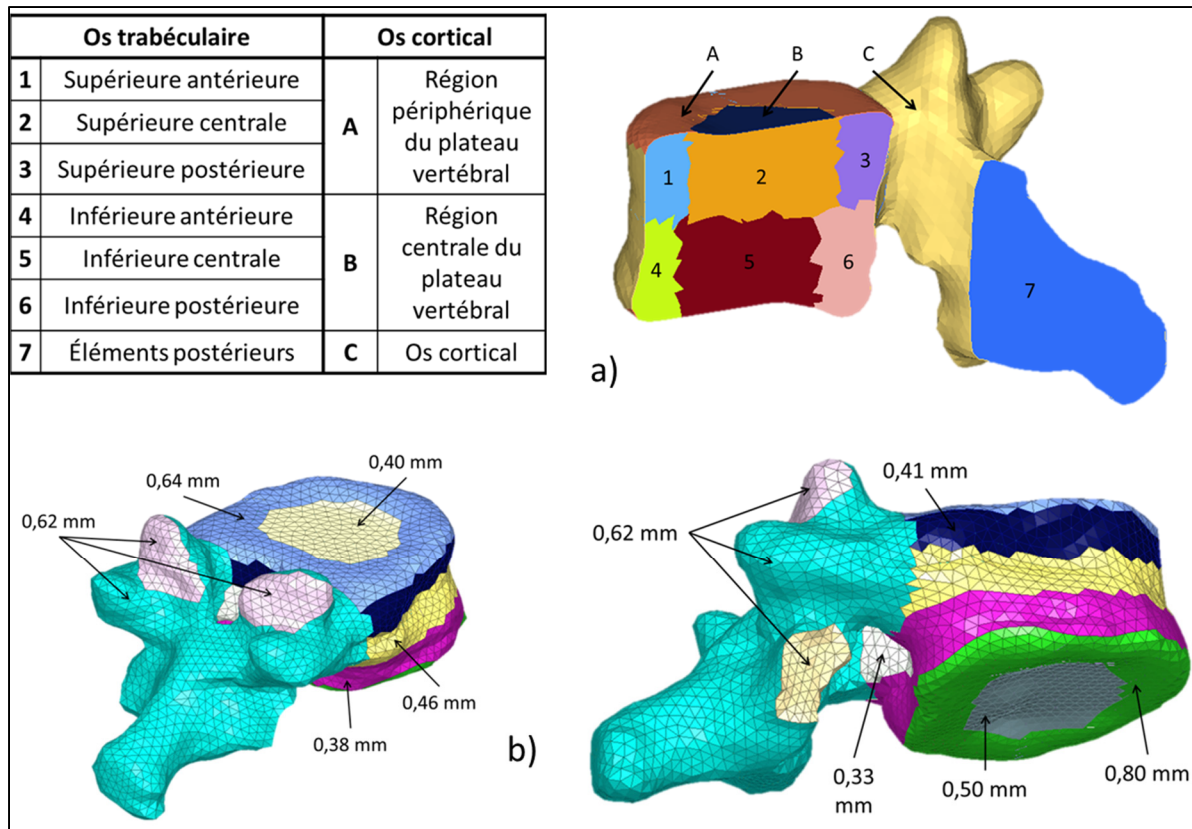 Os trabéculaire Os cortical
1 Supérieure antérieure
2 Supérieure centrale
3 Supérieure postérieure
4 Inférieure antérieure
5 Inférieure centrale
6 Inférieure postérieure
7 Éléments postérieurs
A
Région
périphérique
du plateau
vertébral
B
Région
centrale du
plateau
vertébral
C Os cortical
A B C
1 2 3
4 5 6
7
a)
0,40 mm
0,64 mm
0,62 mm
0,46 mm
0,38 mm
b)
0,41 mm
0,62 mm
0,33
mm
0,50 mm
0,80 mm